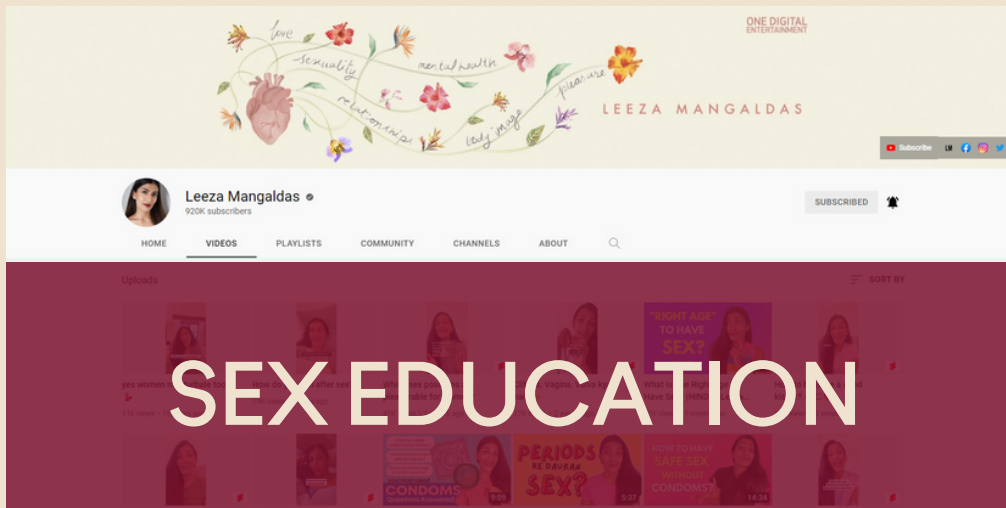 ONE DIGITAL
ENTERTAINMENT
love
sexuality
mental health
pleasure
relationships
body image
LEEZA MANGALDAS
Subscribe
LM
Leeza Mangaldas
920K subscribers
SUBSCRIBED
HOME VIDEOS PLAYLISTS COMMUNITY CHANNELS ABOUT
Uploads
SORT BY
"RIGHT AGE"
TO HAVE
SEX?
SEX EDUCATION
CONDOMS
9:09
PERIODS
KE DAURAN
SEX?
5:37
HOW TO HAVE
SAFE SEX
WITHOUT
CONDOMS?
14:34